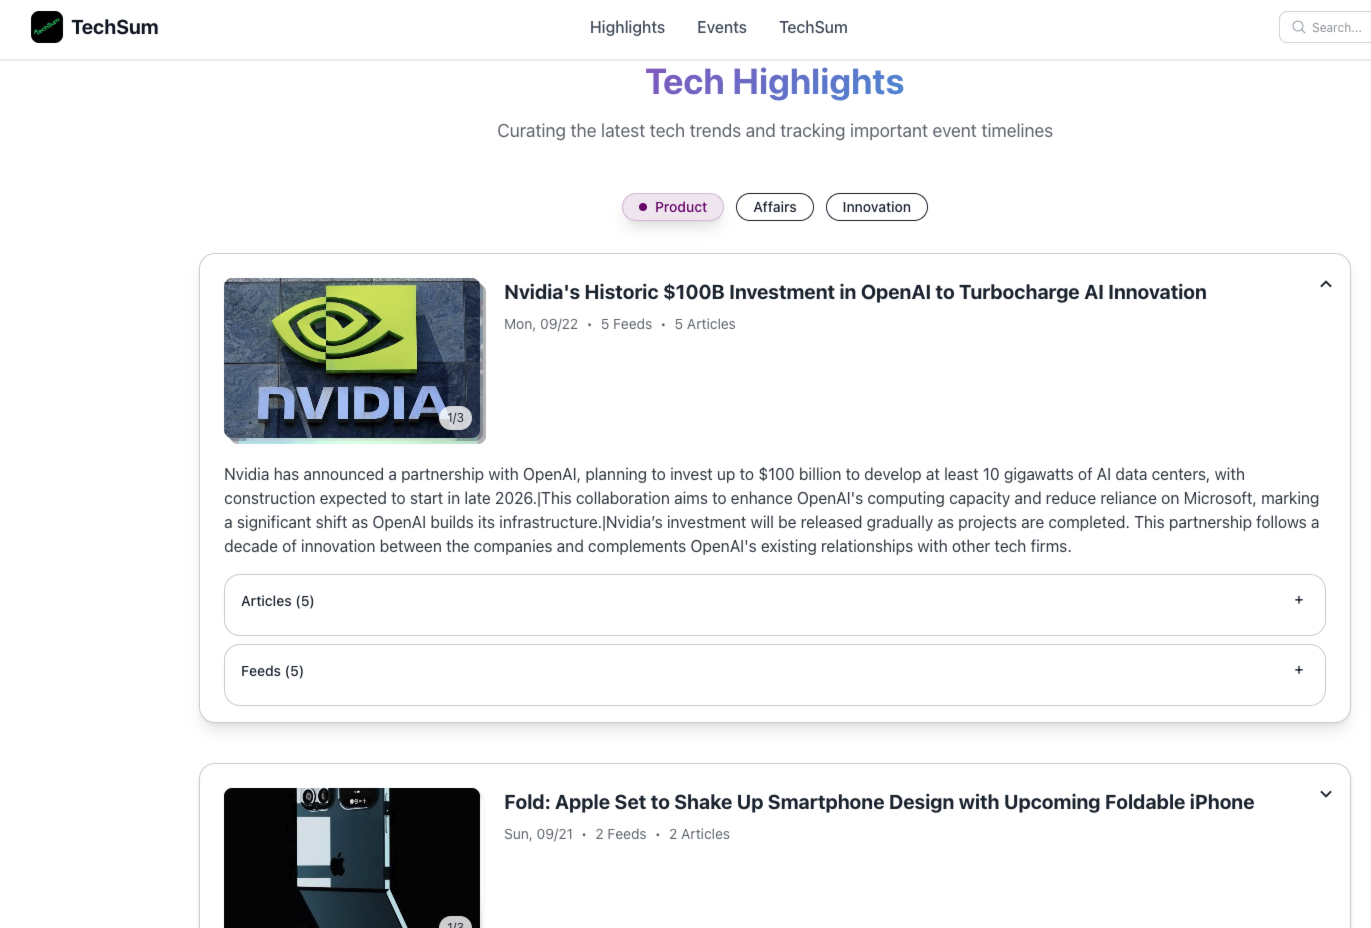 TechSum
TechSum
Highlights
Events
TechSum
Search...
Tech Highlights
Curating the latest tech trends and tracking important event timelines
Product
Affairs
Innovation
NVIDIA
1/3
Nvidia's Historic $100B Investment in OpenAI to Turbocharge AI Innovation
Mon, 09/22 • 5 Feeds • 5 Articles
Nvidia has announced a partnership with OpenAI, planning to invest up to $100 billion to develop at least 10 gigawatts of AI data centers, with
construction expected to start in late 2026.|This collaboration aims to enhance OpenAI's computing capacity and reduce reliance on Microsoft, marking
a significant shift as OpenAI builds its infrastructure.|Nvidia’s investment will be released gradually as projects are completed. This partnership follows a
decade of innovation between the companies and complements OpenAI's existing relationships with other tech firms.
Articles (5)
+
Feeds (5)
+
1/3
Fold: Apple Set to Shake Up Smartphone Design with Upcoming Foldable iPhone
Sun, 09/21 • 2 Feeds • 2 Articles